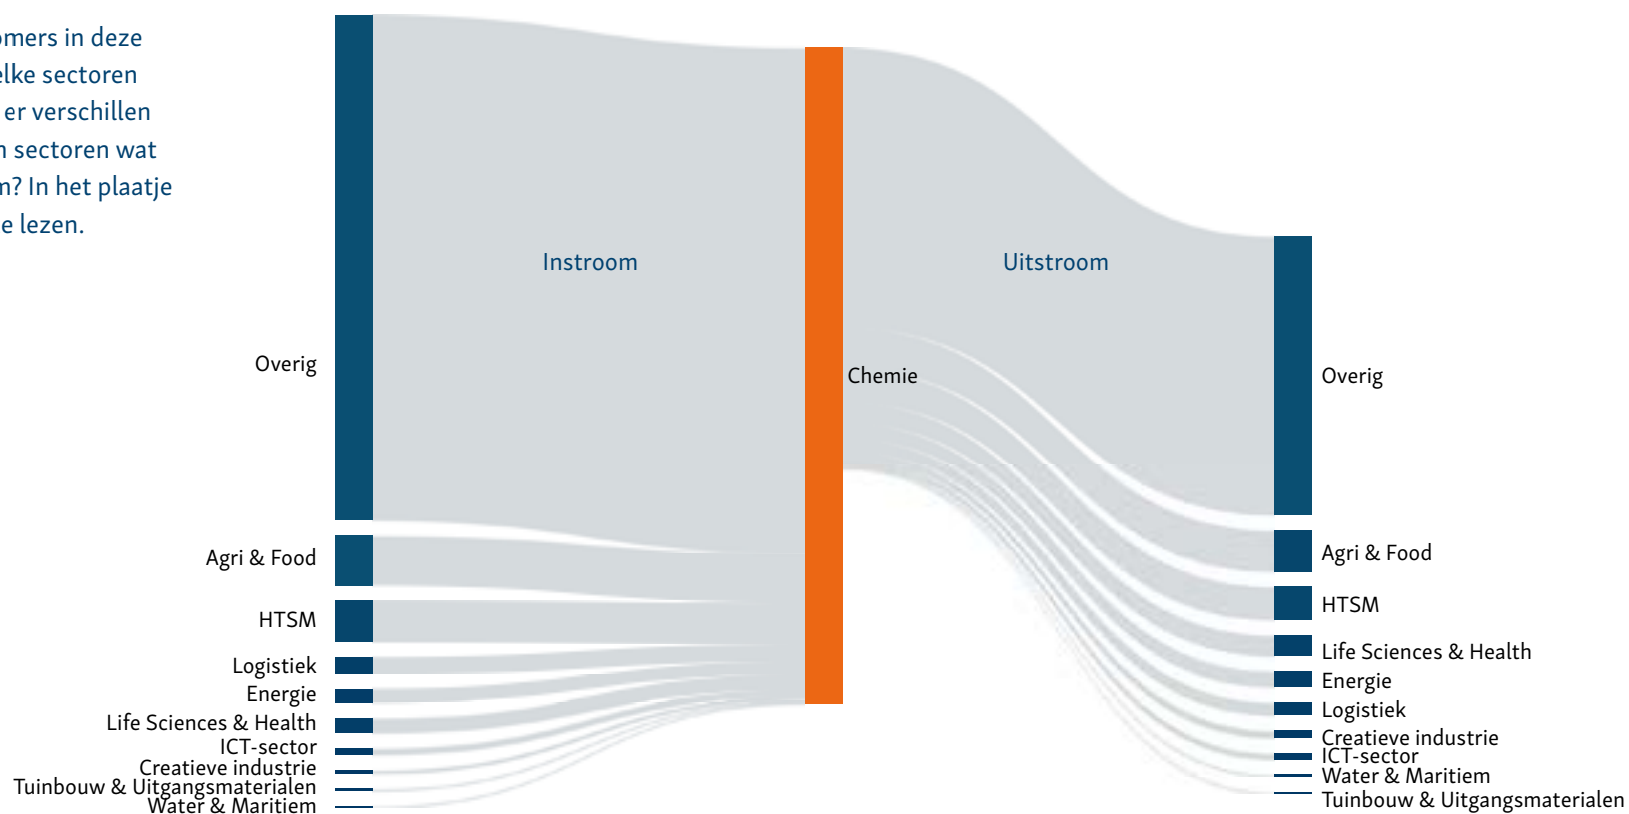 in deze
sectoren
er verschillen
sectoren wat
In het plaatje
lezen.
Instroom
Uitstroom
Overig
Agri & Food
HTSM
Logistiek
Energie
Life Sciences & Health
ICT-sector
Creatieve industrie
Tuinbouw & Uitgangsmaterialen
Water & Maritiem
Chemie
Overig
Agri & Food
HTSM
Life Sciences & Health
Energie
Logistiek
Creatieve industrie
ICT-sector
Water & Maritiem
Tuinbouw & Uitgangsmaterialen